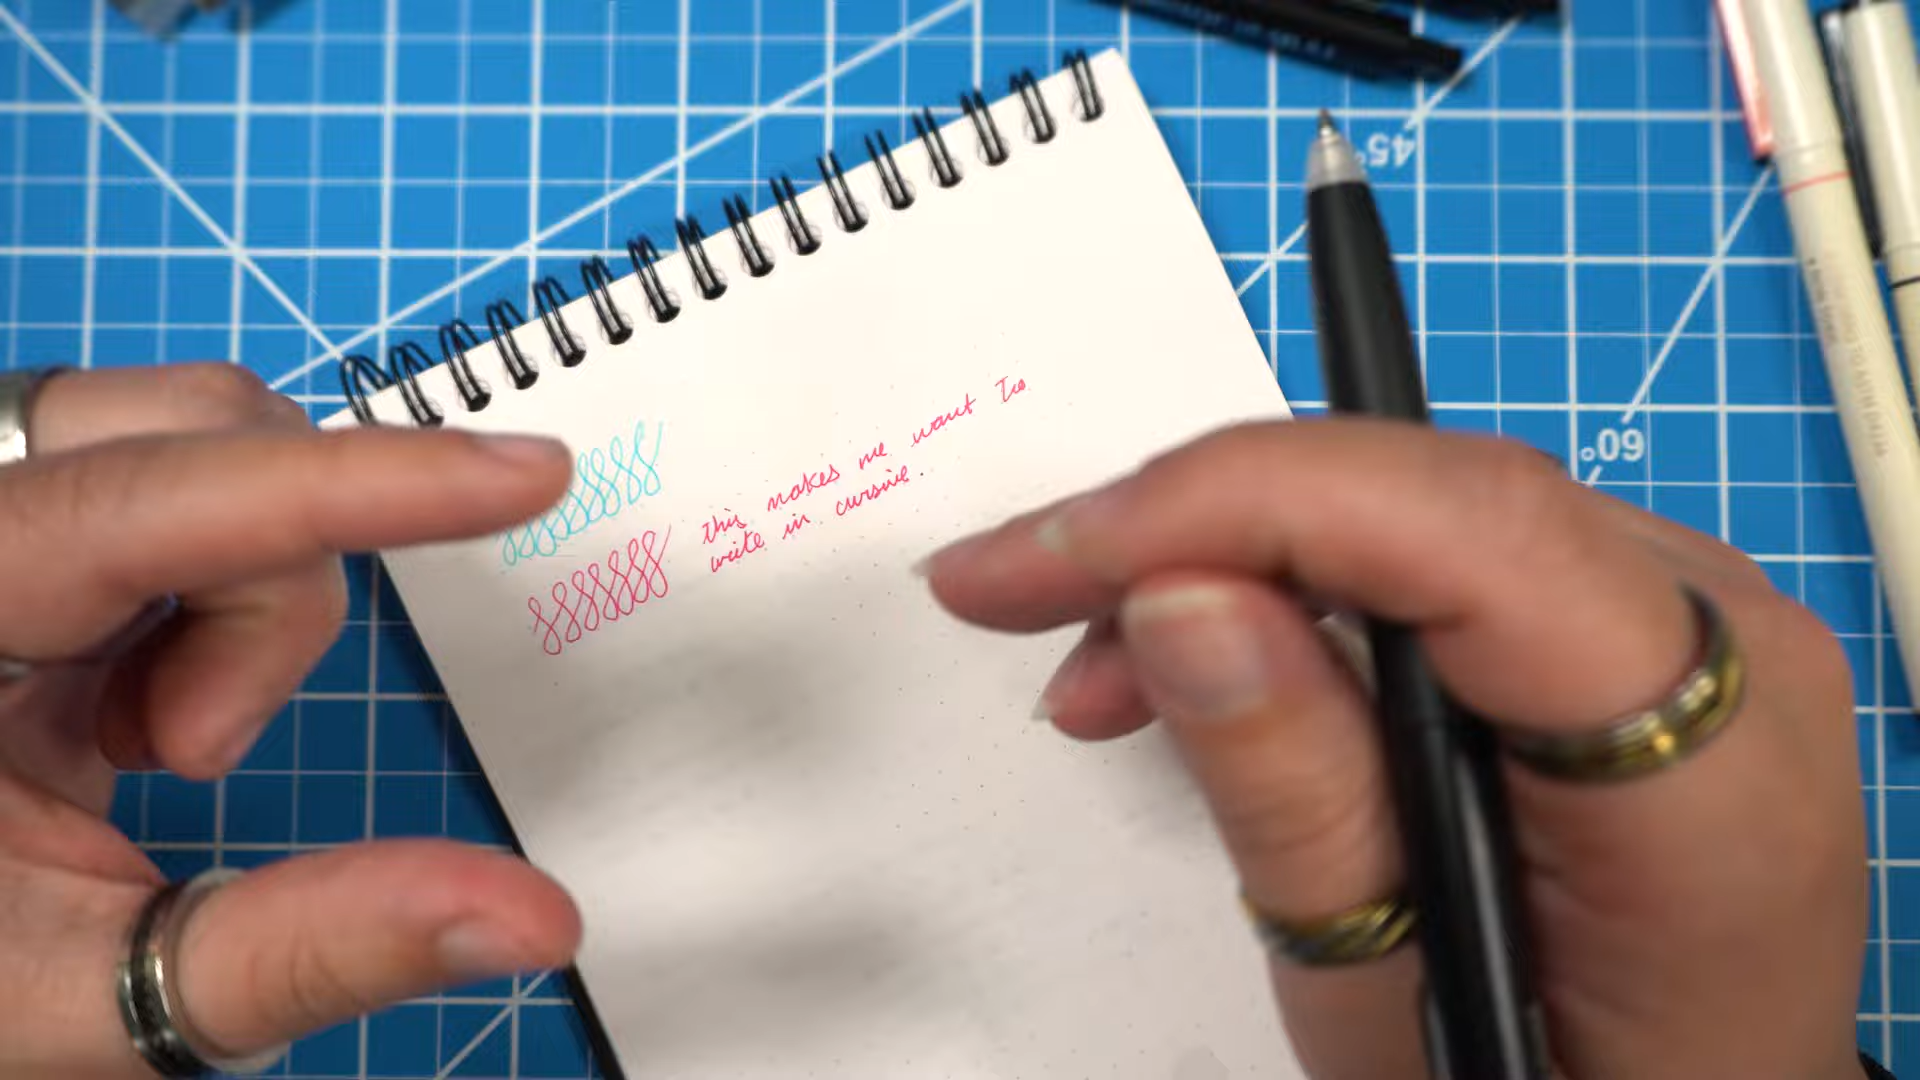 this makes me want to
write in cursive.
45°
60°